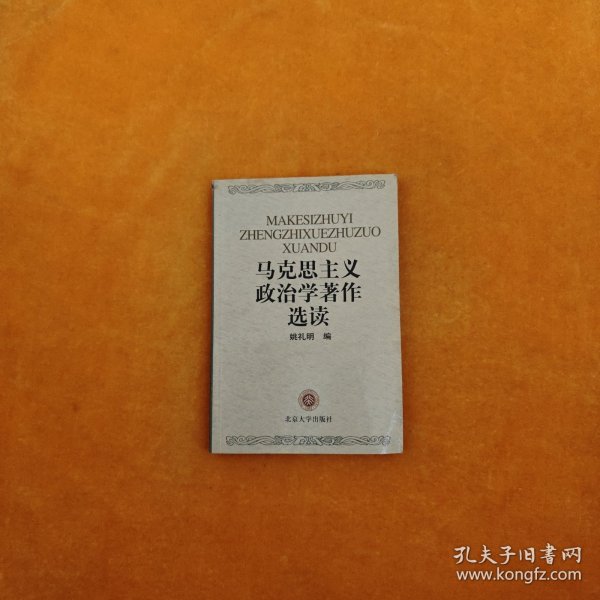 MAKESIZHUYI
ZHENGZHIXUEZHUZUO
XUANDU
马克思主义
政治学著作
选读
姚礼明 编
北京大学出版社
孔夫子旧书网
www.kongfz.com